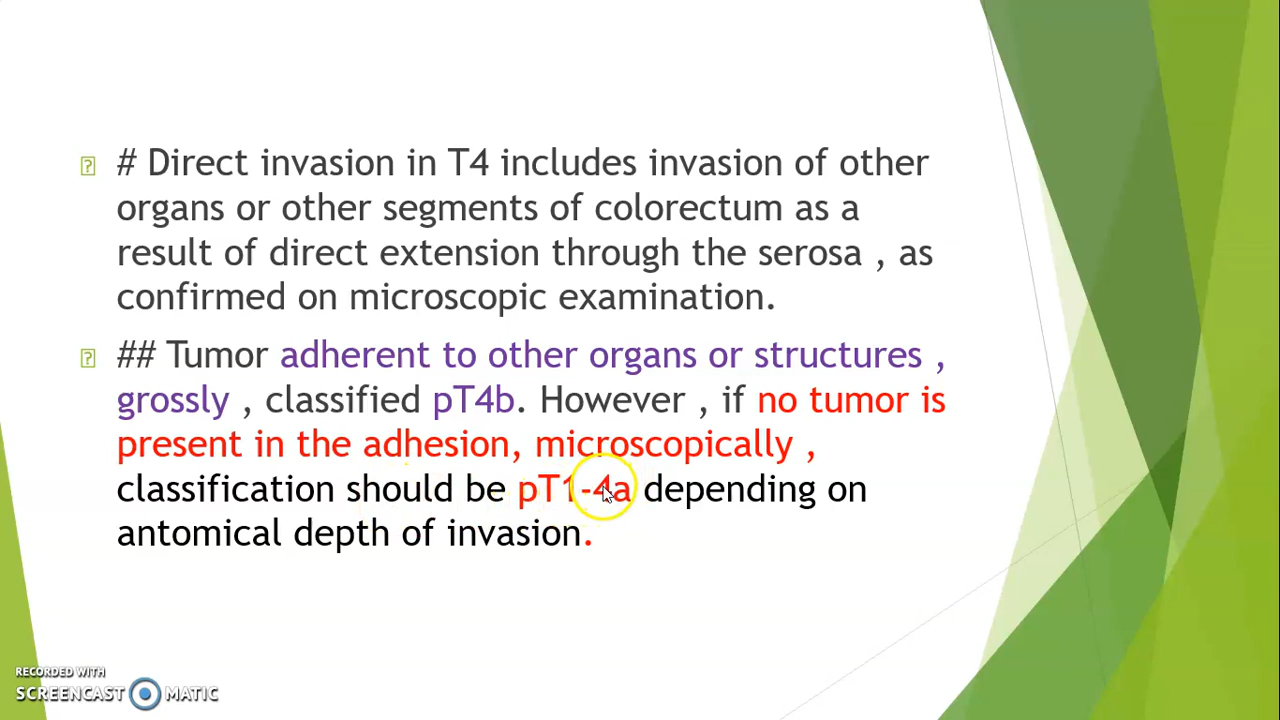 # Direct invasion in T4 includes invasion of other
organs or other segments of colorectum as a
result of direct extension through the serosa , as
confirmed on microscopic examination.
## Tumor adherent to other organs or structures ,
grossly , classified pT4b. However , if no tumor is
present in the adhesion, microscopically ,
classification should be pT1-4a depending on
antomical depth of invasion.
RECORDED WITH
SCREENCAST MATIC